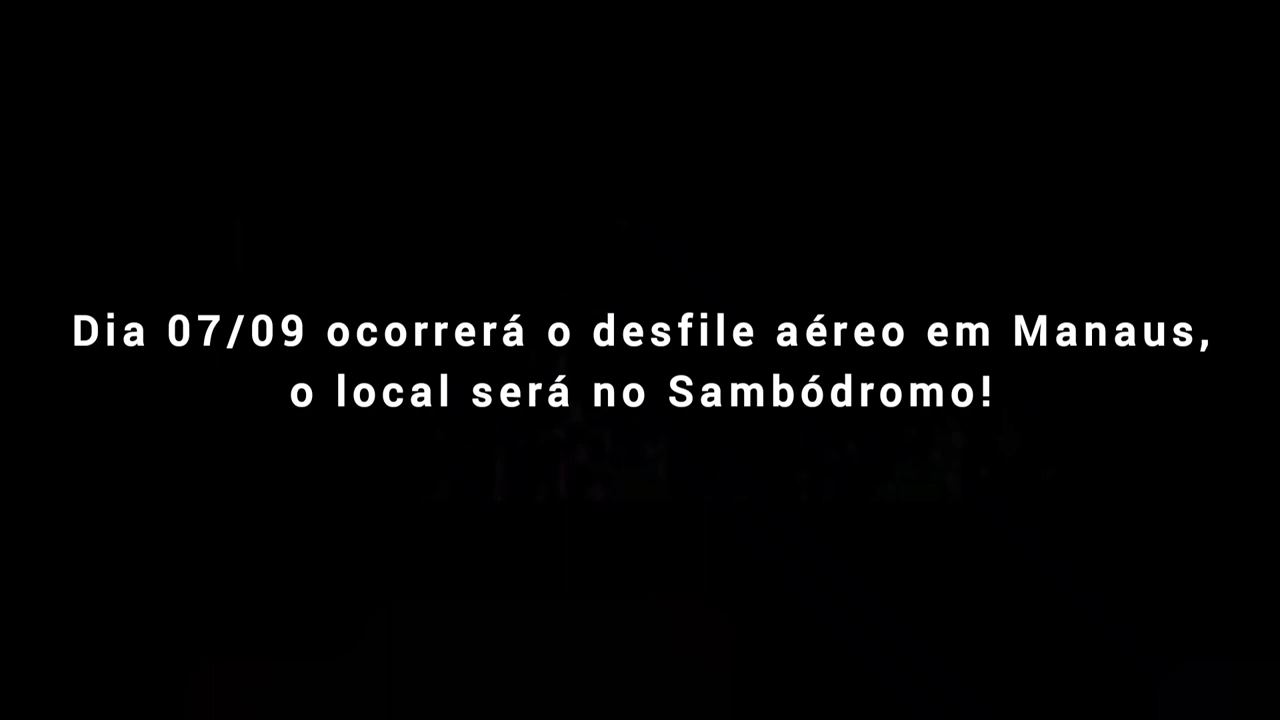 Dia 07/09 ocorrerá o desfile aéreo em Manaus,
o local será no Sambódromo!